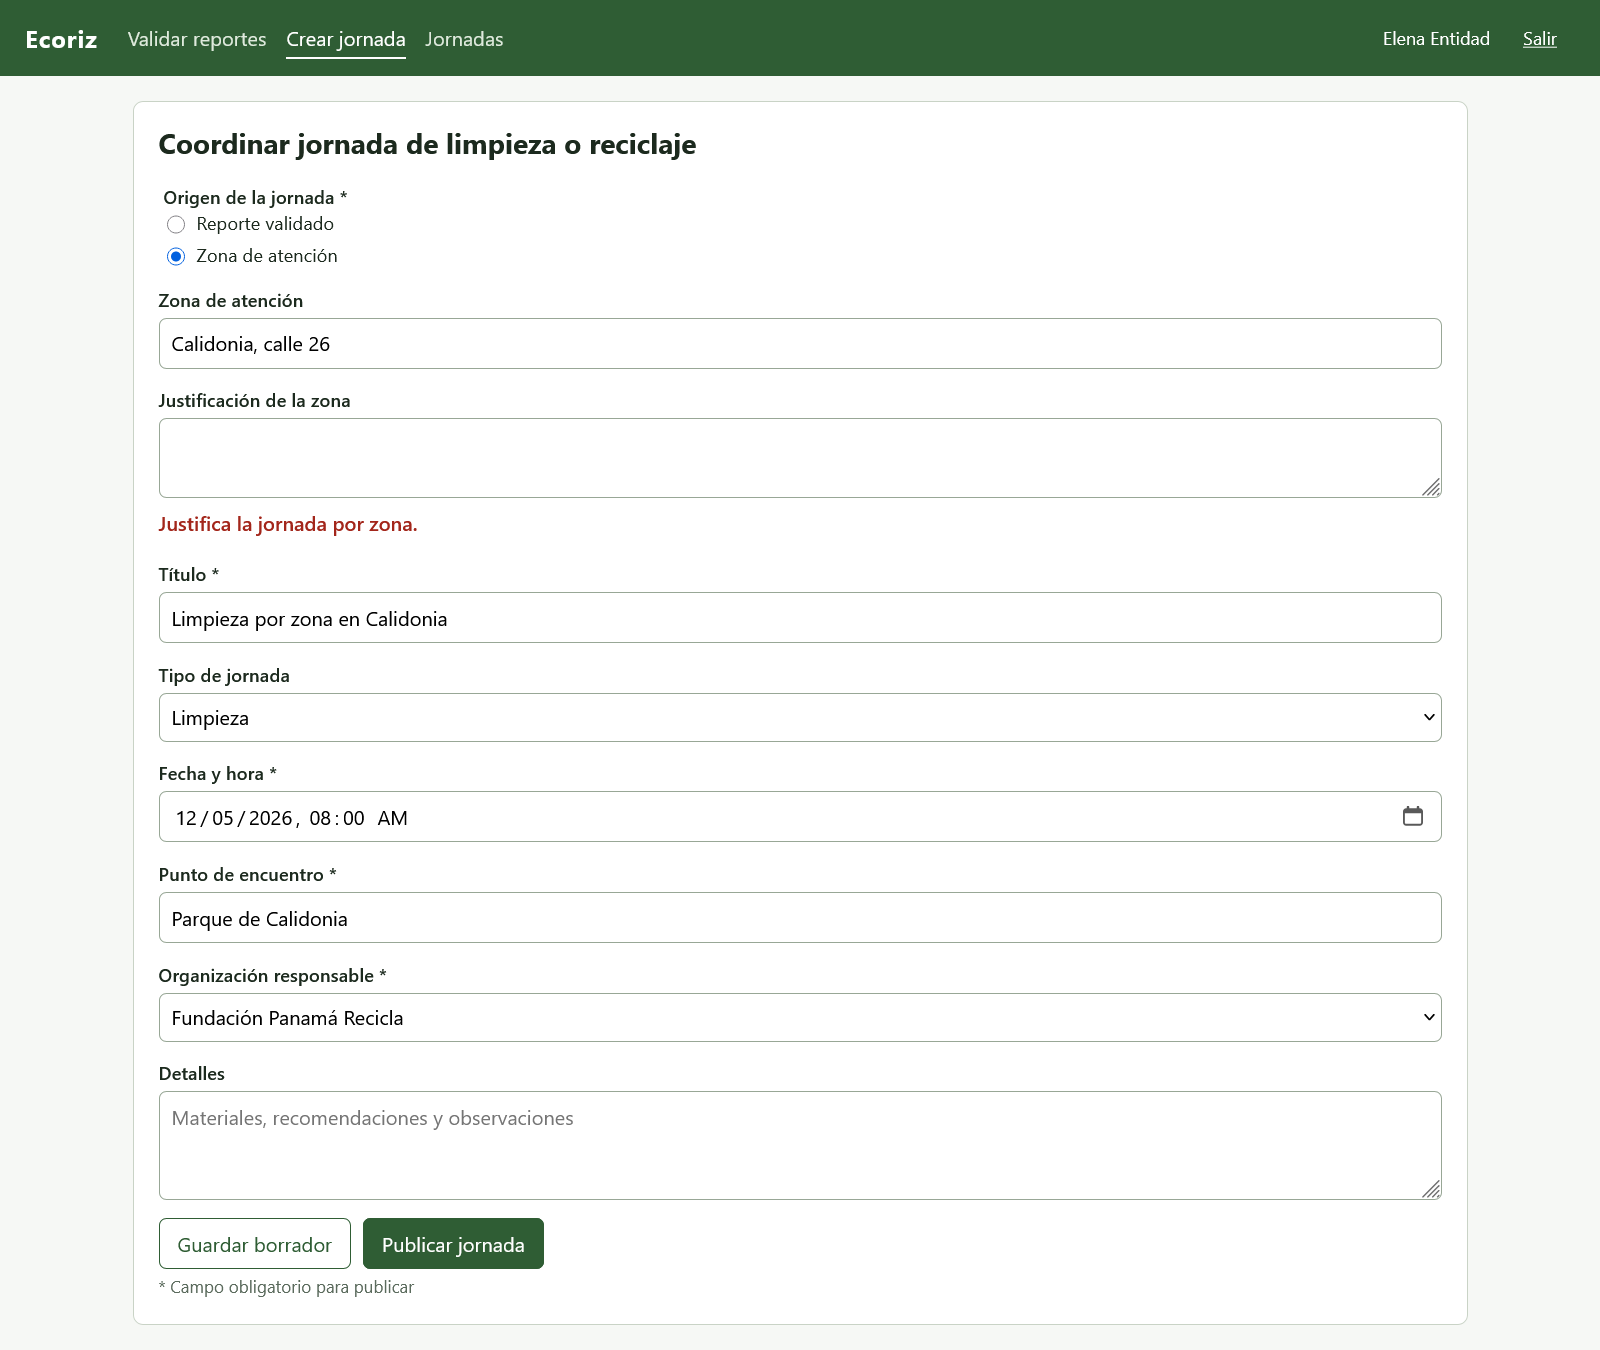 Ecoriz Validar reportes Crear jornada Jornadas Elena Entidad Salir
Coordinar jornada de limpieza o reciclaje
Origen de la jornada *
Reporte validado
Zona de atención
Zona de atención
Calidonia, calle 26
Justificación de la zona
Justifica la jornada por zona.
Título *
Limpieza por zona en Calidonia
Tipo de jornada
Limpieza
Fecha y hora *
12/05/2026, 08:00 AM
Punto de encuentro *
Parque de Calidonia
Organización responsable *
Fundación Panamá Recicla
Detalles
Materiales, recomendaciones y observaciones
Guardar borrador Publicar jornada
* Campo obligatorio para publicar